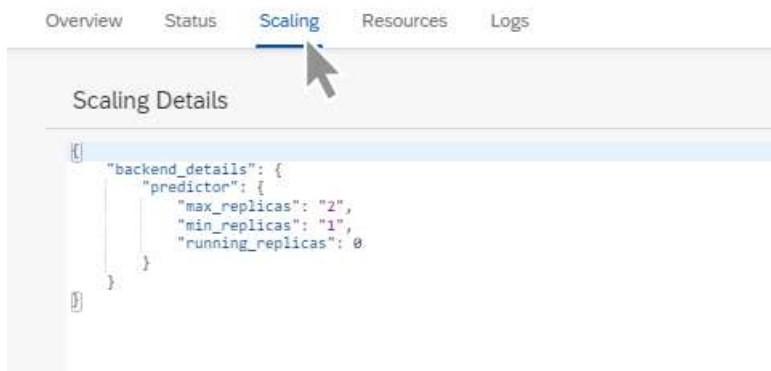 Overview Status Scaling Resources Logs
Scaling Details
{
"backend_details": {
"predictor": {
"max_replicas": "2",
"min_replicas": "1",
"running_replicas": 0
}
}
}